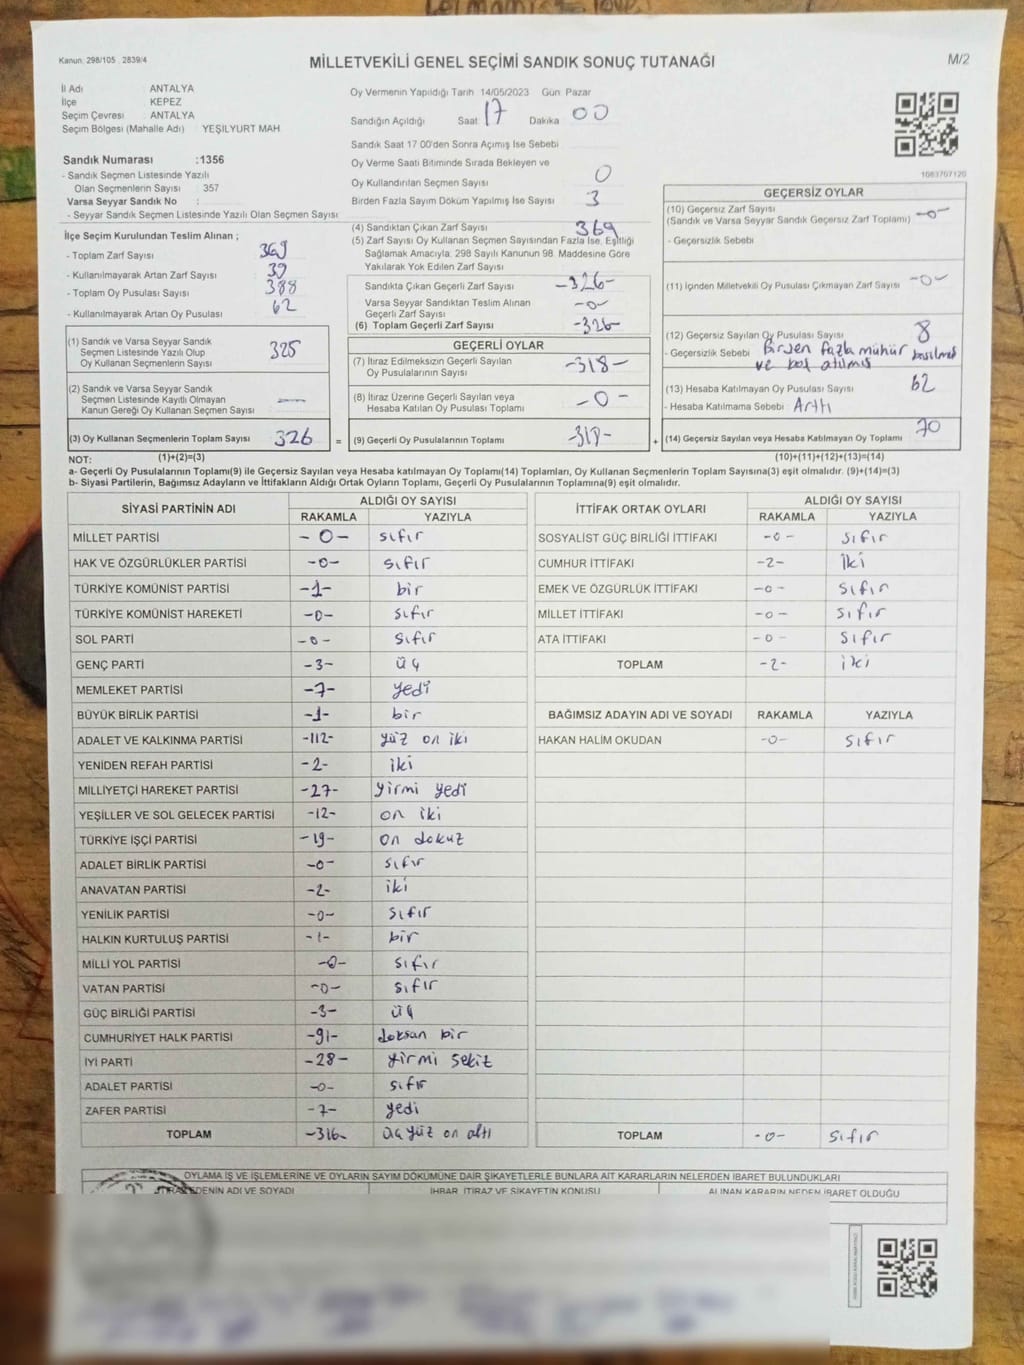 Kanun: 298/105 2839/4
MİLLETVEKİLİ GENEL SEÇİMİ SANDIK SONUÇ TUTANAĞI
M/2
İl Adı ANTALYA
İlçe KEPEZ
Seçim Çevresi ANTALYA
Seçim Bölgesi (Mahalle Adı) : YEŞİLYURT MAH
Sandık Numarası :1356
- Sandık Seçmen Listesinde Yazılı
Olan Seçmenlerin Sayısı : 357
Varsa Seyyar Sandık No :
- Seyyar Sandık Seçmen Listesinde Yazılı Olan Seçmen Sayısı
İlçe Seçim Kurulundan Teslim Alınan ;
- Toplam Zarf Sayısı 369
- Kullanılmayarak Artan Zarf Sayısı 39
- Toplam Oy Pusulası Sayısı 388
- Kullanılmayarak Artan Oy Pusulası 62
(1) Sandık ve Varsa Seyyar Sandık
Seçmen Listesinde Yazılı Olup
Oy Kullanan Seçmenlerin Sayısı 325
(2) Sandık ve Varsa Seyyar Sandık
Seçmen Listesinde Kayıtlı Olmayan
Kanun Gereği Oy Kullanan Seçmen Sayısı —
(3) Oy Kullanan Seçmenlerin Toplam Sayısı 326 =
Oy Vermenin Yapıldığı Tarih 14/05/2023 Gün Pazar
Sandığın Açıldığı Saat 17 Dakika 00
Sandık Saat 17 00'den Sonra Açımış İse Sebebi
Oy Verme Saati Bitiminde Sırada Bekleyen ve
Oy Kullandırılan Seçmen Sayısı 0
Birden Fazla Sayım Döküm Yapılmış İse Sayısı 3
(4) Sandıktan Çıkan Zarf Sayısı 369
(5) Zarf Sayısı Oy Kullanan Seçmen Sayısından Fazla İse, Eşitliği
Sağlamak Amacıyla, 298 Sayılı Kanunun 98. Maddesine Göre
Yakılarak Yok Edilen Zarf Sayısı
Sandıkta Çıkan Geçerli Zarf Sayısı -326-
Varsa Seyyar Sandıktan Teslim Alınan
Geçerli Zarf Sayısı -0-
(6) Toplam Geçerli Zarf Sayısı -326-
GEÇERLİ OYLAR
(7) İtiraz Edilmeksizin Geçerli Sayılan
Oy Pusulalarının Sayısı -318-
(8) İtiraz Üzerine Geçerli Sayılan veya
Hesaba Katılan Oy Pusulası Toplamı -0-
(9) Geçerli Oy Pusulalarının Toplamı -318- +
1083707120
GEÇERSİZ OYLAR
(10) Geçersiz Zarf Sayısı
(Sandık ve Varsa Seyyar Sandık Geçersiz Zarf Toplamı) -0-
- Geçersizlik Sebebi
(11) İçinden Milletvekili Oy Pusulası Çıkmayan Zarf Sayısı -0-
(12) Geçersiz Sayılan Oy Pusulası Sayısı 8
- Geçersizlik Sebebi Birden fazla mühür basılmış
ve boş atılmış
(13) Hesaba Katılmayan Oy Pusulası Sayısı 62
- Hesaba Katılmama Sebebi Arttı
(14) Geçersiz Sayılan veya Hesaba Katılmayan Oy Toplamı 70
NOT: (1)+(2)=(3) (10)+(11)+(12)+(13)=(14)
a- Geçerli Oy Pusulalarının Toplamı(9) ile Geçersiz Sayılan veya Hesaba katılmayan Oy Toplamı(14) Toplamları, Oy Kullanan Seçmenlerin Toplam Sayısına(3) eşit olmalıdır. (9)+(14)=(3)
b- Siyasi Partilerin, Bağımsız Adayların ve İttifakların Aldığı Ortak Oyların Toplamı, Geçerli Oy Pusulalarının Toplamına(9) eşit olmalıdır.
SİYASİ PARTİNİN ADI ALDIĞI OY SAYISI
RAKAMLA YAZIYLA
MİLLET PARTİSİ -0- sıfır
HAK VE ÖZGÜRLÜKLER PARTİSİ -0- sıfır
TÜRKİYE KOMÜNİST PARTİSİ -1- bir
TÜRKİYE KOMÜNİST HAREKETİ -0- sıfır
SOL PARTİ -0- sıfır
GENÇ PARTİ -3- üç
MEMLEKET PARTİSİ -7- yedi
BÜYÜK BİRLİK PARTİSİ -1- bir
ADALET VE KALKINMA PARTİSİ -112- yüz on iki
YENİDEN REFAH PARTİSİ -2- iki
MİLLİYETÇİ HAREKET PARTİSİ -27- yirmi yedi
YEŞİLLER VE SOL GELECEK PARTİSİ -12- on iki
TÜRKİYE İŞÇİ PARTİSİ -19- on dokuz
ADALET BİRLİK PARTİSİ -0- sıfır
ANAVATAN PARTİSİ -2- iki
YENİLİK PARTİSİ -0- sıfır
HALKIN KURTULUŞ PARTİSİ -1- bir
MİLLİ YOL PARTİSİ -0- sıfır
VATAN PARTİSİ -0- sıfır
GÜÇ BİRLİĞİ PARTİSİ -3- üç
CUMHURİYET HALK PARTİSİ -91- doksan bir
İYİ PARTİ -28- yirmi sekiz
ADALET PARTİSİ -0- sıfır
ZAFER PARTİSİ -7- yedi
TOPLAM -316- üç yüz on altı
İTTİFAK ORTAK OYLARI ALDIĞI OY SAYISI
RAKAMLA YAZIYLA
SOSYALİST GÜÇ BİRLİĞİ İTTİFAKI -0- sıfır
CUMHUR İTTİFAKI -2- iki
EMEK VE ÖZGÜRLÜK İTTİFAKI -0- sıfır
MİLLET İTTİFAKI -0- sıfır
ATA İTTİFAKI -0- sıfır
TOPLAM -2- iki
BAĞIMSIZ ADAYIN ADI VE SOYADI RAKAMLA YAZIYLA
HAKAN HALİM OKUDAN -0- sıfır
TOPLAM -0- sıfır
OYLAMA İŞ VE İŞLEMLERİNE VE OYLARIN SAYIM DÖKÜMÜNE DAİR ŞİKAYETLERLE BUNLARA AİT KARARLARIN NELERDEN İBARET BULUNDUKLARI
İTİRAZ EDENİN ADI VE SOYADI İHBAR, İTİRAZ VE ŞİKAYETİN KONUSU ALINAN KARARIN NEDEN İBARET OLDUĞU